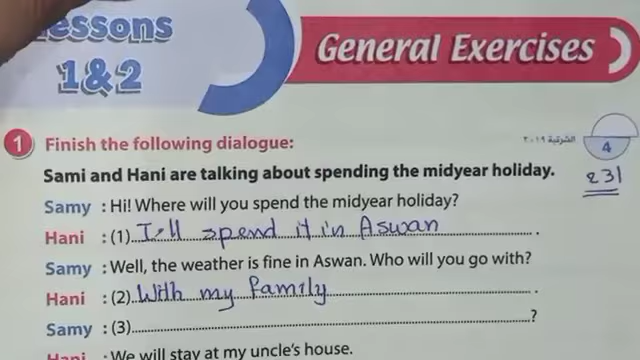 Lessons
1&2
General Exercises
1 Finish the following dialogue:
الشرقية ٢٠١٩
4
Sami and Hani are talking about spending the midyear holiday.
231
Samy : Hi! Where will you spend the midyear holiday?
Hani : (1) I'll spend it in Aswan .
Samy : Well, the weather is fine in Aswan. Who will you go with?
Hani : (2) With my family .
Samy : (3) ?
Hani : We will stay at my uncle's house.